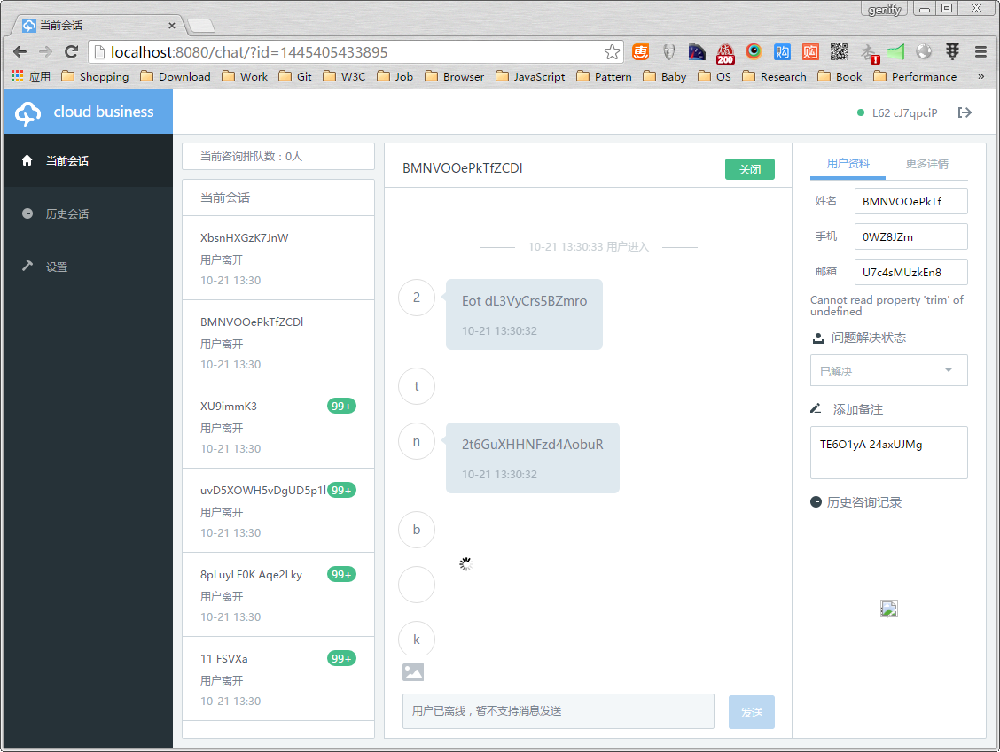 genify
当前会话
localhost:8080/chat/?id=1445405433895
惠
200
购
购
1
应用 Shopping Download Work Git W3C Job Browser JavaScript Pattern Baby OS Research Book Performance »
cloud business
L62 cJ7qpciP
当前会话
历史会话
设置
当前咨询排队数：0人
当前会话
XbsnHXGzK7JnW
用户离开
10-21 13:30
BMNVOOePkTfZCDl
用户离开
10-21 13:30
XU9immK3 99+
用户离开
10-21 13:30
uvD5XOWH5vDgUD5p1l 99+
用户离开
10-21 13:30
8pLuyLE0K Aqe2Lky 99+
用户离开
10-21 13:30
11 FSVXa 99+
用户离开
10-21 13:30
BMNVOOePkTfZCDl
关闭
10-21 13:30:33 用户进入
2
Eot dL3VyCrs5BZmro
10-21 13:30:32
t
n
2t6GuXHHNFzd4AobuR
10-21 13:30:32
b
k
用户已离线，暂不支持消息发送
发送
用户资料 更多详情
姓名 BMNVOOePkTf
手机 0WZ8JZm
邮箱 U7c4sMUzkEn8
Cannot read property 'trim' of
undefined
问题解决状态
已解决
添加备注
TE6O1yA 24axUJMg
历史咨询记录